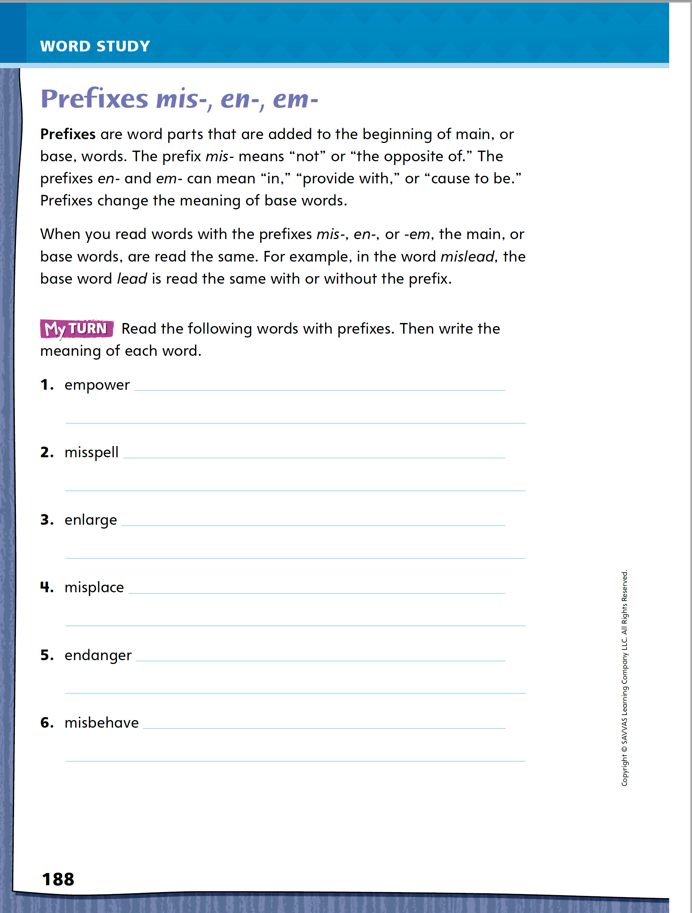 WORD STUDY
Prefixes mis-, en-, em-
Prefixes are word parts that are added to the beginning of main, or
base, words. The prefix mis- means “not” or “the opposite of.” The
prefixes en- and em- can mean “in,” “provide with,” or “cause to be.”
Prefixes change the meaning of base words.
When you read words with the prefixes mis-, en-, or -em, the main, or
base words, are read the same. For example, in the word mislead, the
base word lead is read the same with or without the prefix.
My TURN Read the following words with prefixes. Then write the
meaning of each word.
1. empower
2. misspell
3. enlarge
4. misplace
5. endanger
6. misbehave
Copyright © SAVVAS Learning Company LLC. All Rights Reserved.
188